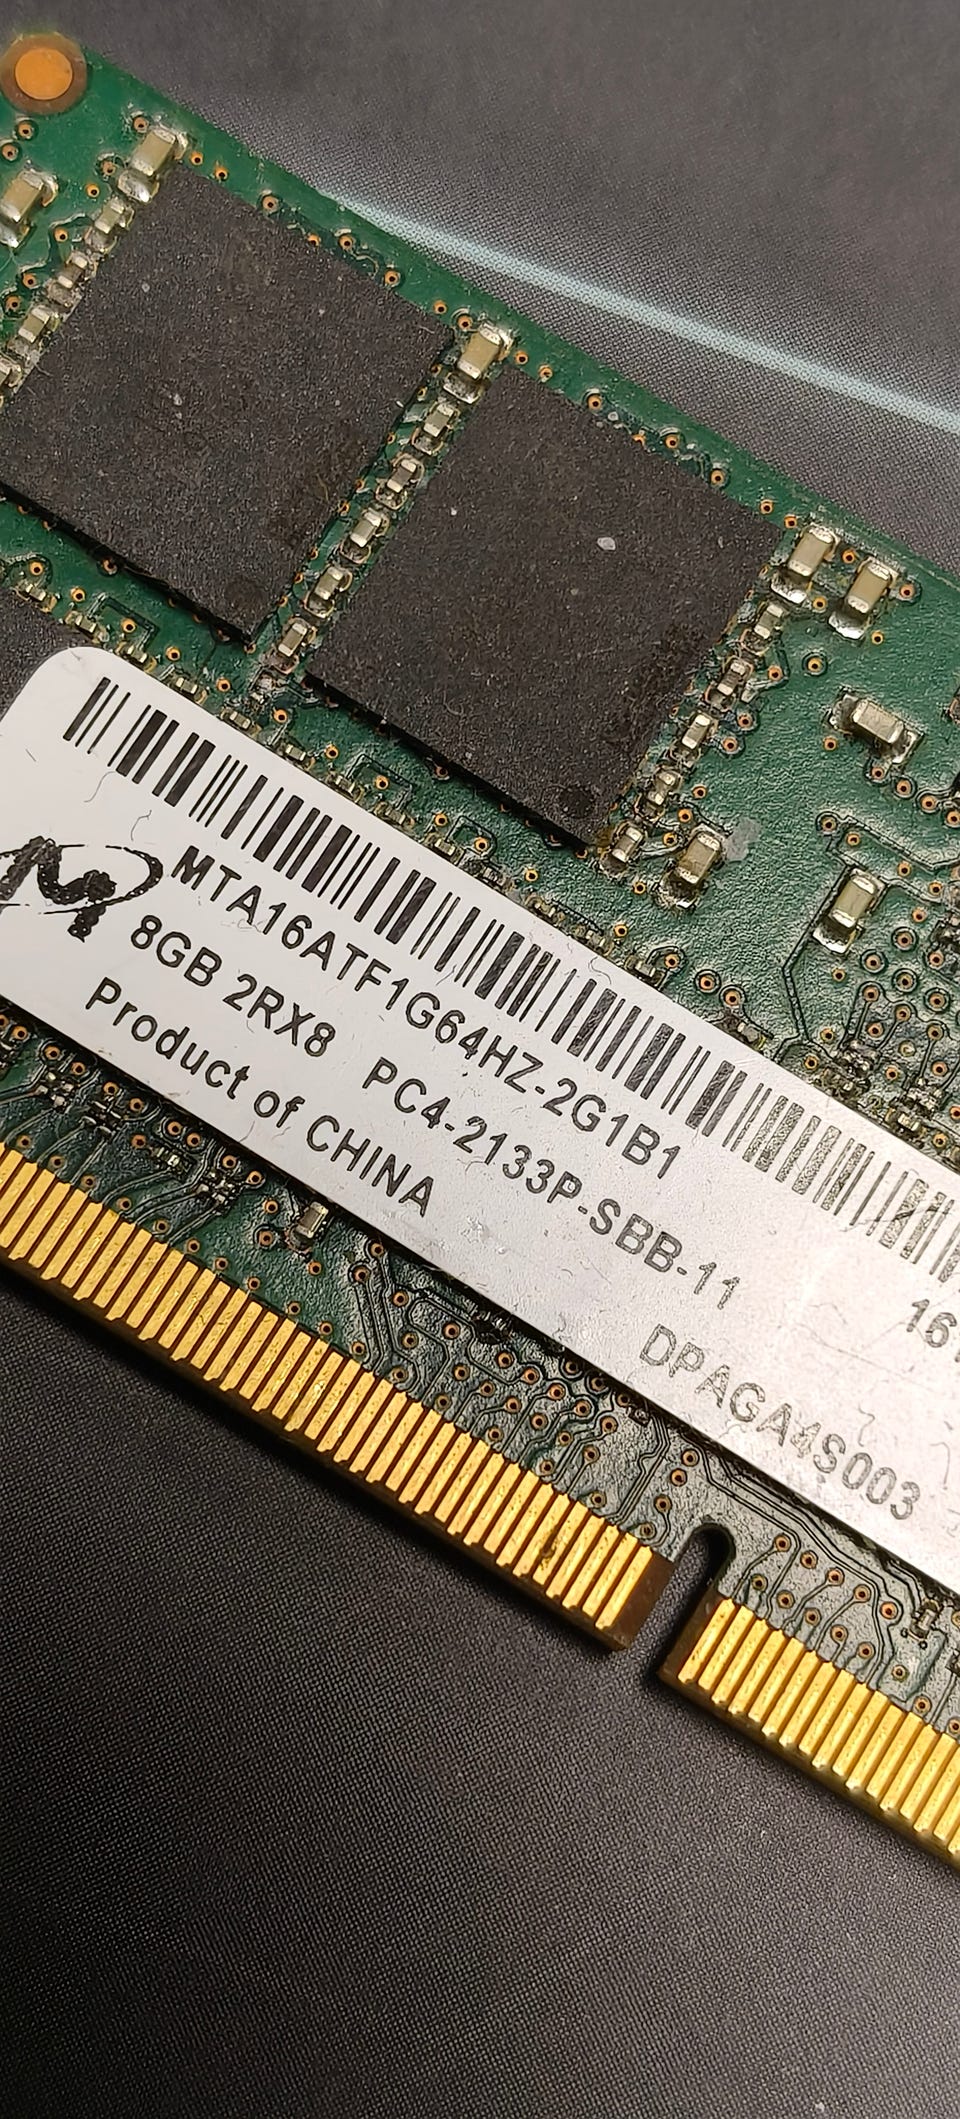 MTA16ATF1G64HZ-2G1B1
8GB 2RX8 PC4-2133P-SBB-11
Product of CHINA
DPAGA4S003